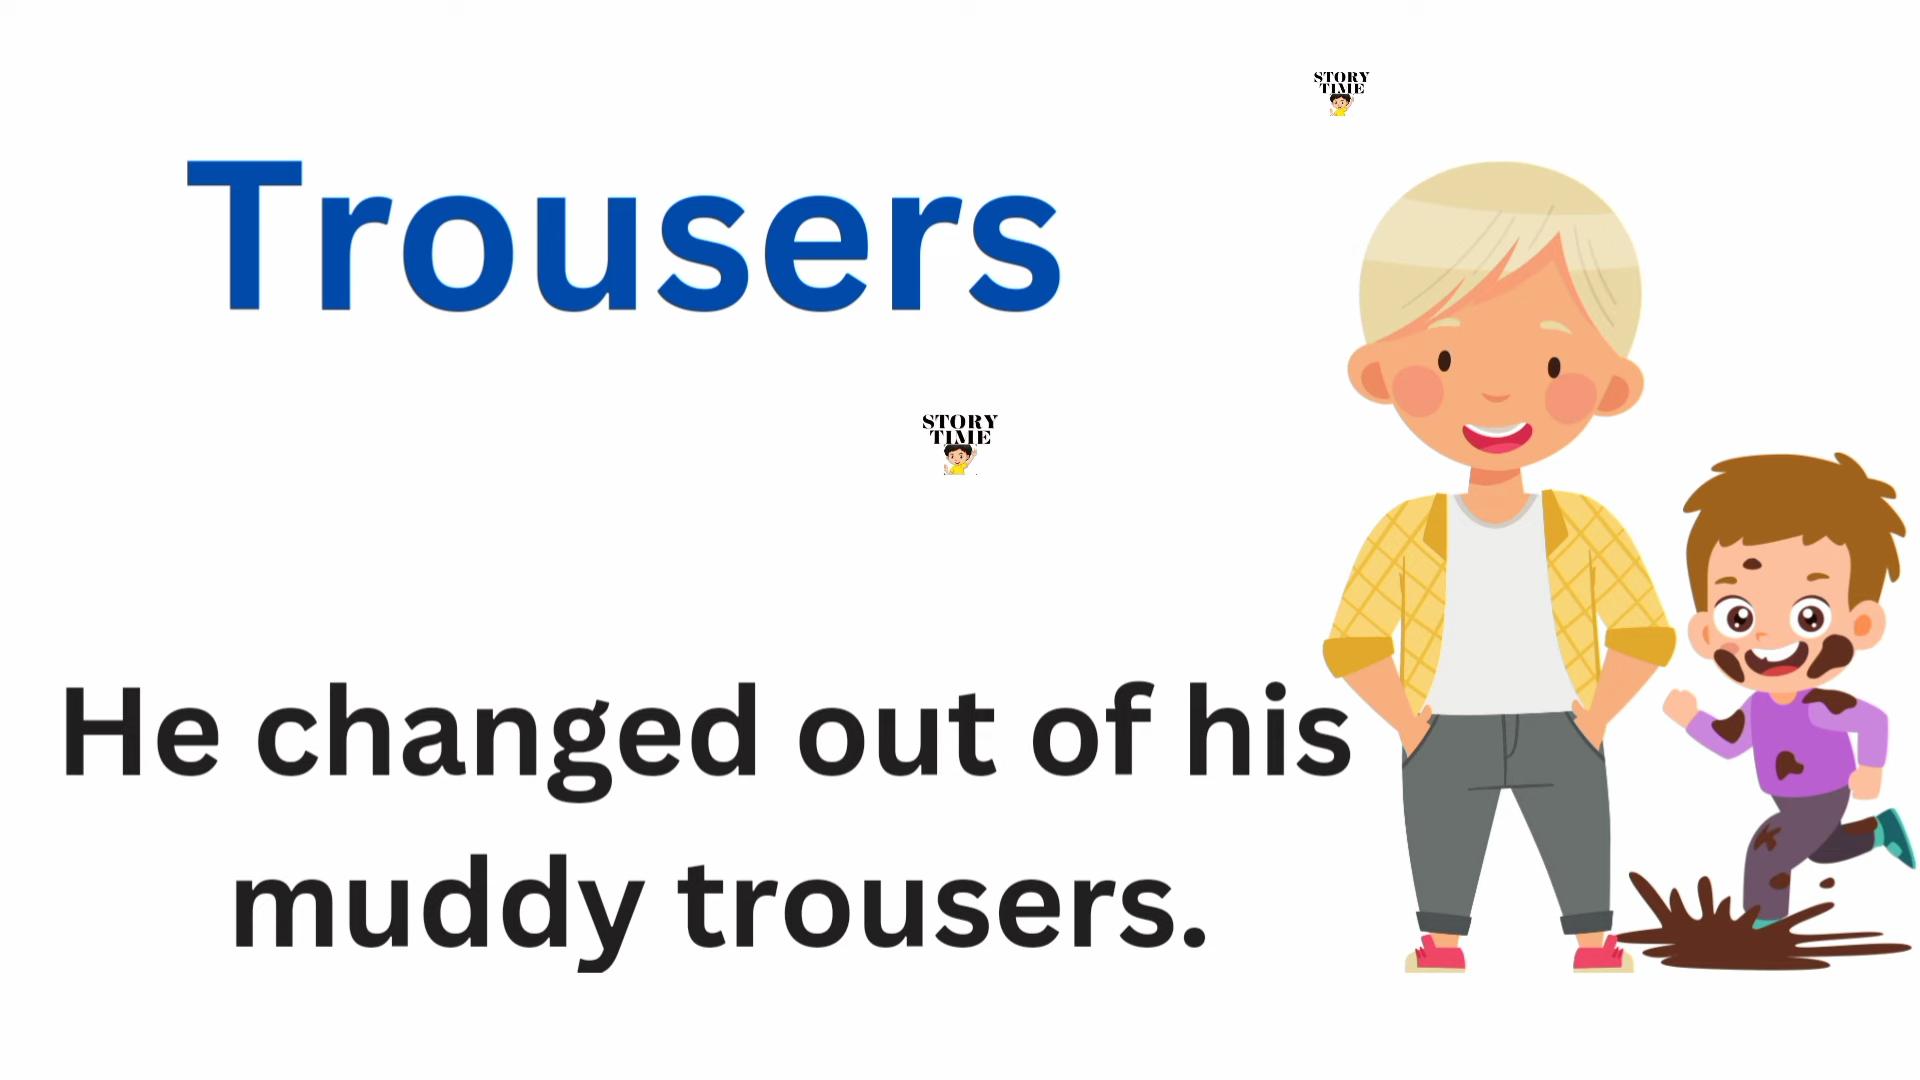 STORY
TIME
Trousers
STORY
TIME
He changed out of his
muddy trousers.